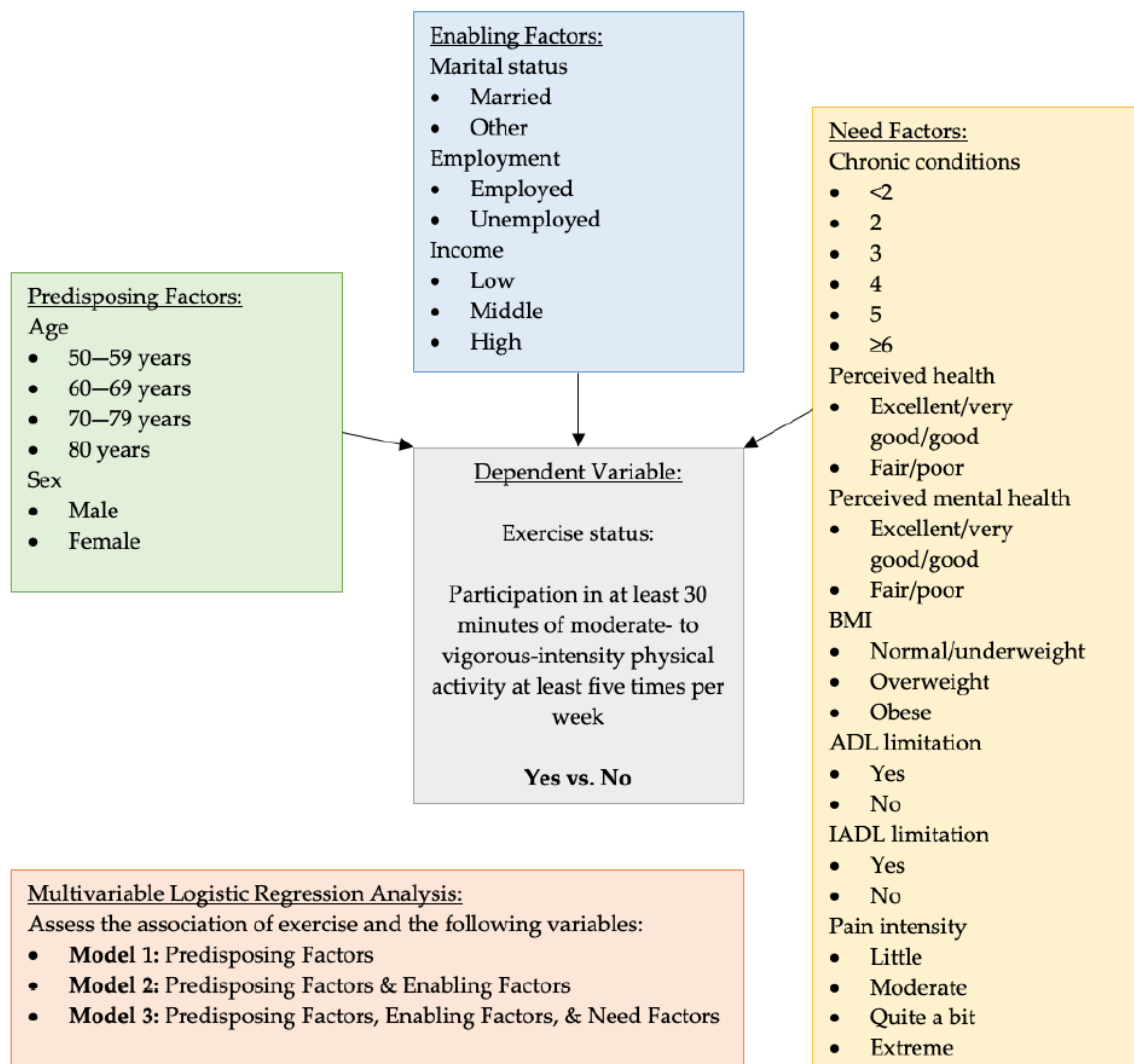 Enabling Factors:
Marital status
• Married
• Other
Employment
• Employed
• Unemployed
Income
• Low
• Middle
• High
Predisposing Factors:
Age
• 50—59 years
• 60—69 years
• 70—79 years
• 80 years
Sex
• Male
• Female
Need Factors:
Chronic conditions
• <2
• 2
• 3
• 4
• 5
• ≥6
Perceived health
• Excellent/very
good/good
• Fair/poor
Perceived mental health
• Excellent/very
good/good
• Fair/poor
BMI
• Normal/underweight
• Overweight
• Obese
ADL limitation
• Yes
• No
IADL limitation
• Yes
• No
Pain intensity
• Little
• Moderate
• Quite a bit
• Extreme
Dependent Variable:
Exercise status:
Participation in at least 30
minutes of moderate- to
vigorous-intensity physical
activity at least five times per
week
Yes vs. No
Multivariable Logistic Regression Analysis:
Assess the association of exercise and the following variables:
• Model 1: Predisposing Factors
• Model 2: Predisposing Factors & Enabling Factors
• Model 3: Predisposing Factors, Enabling Factors, & Need Factors